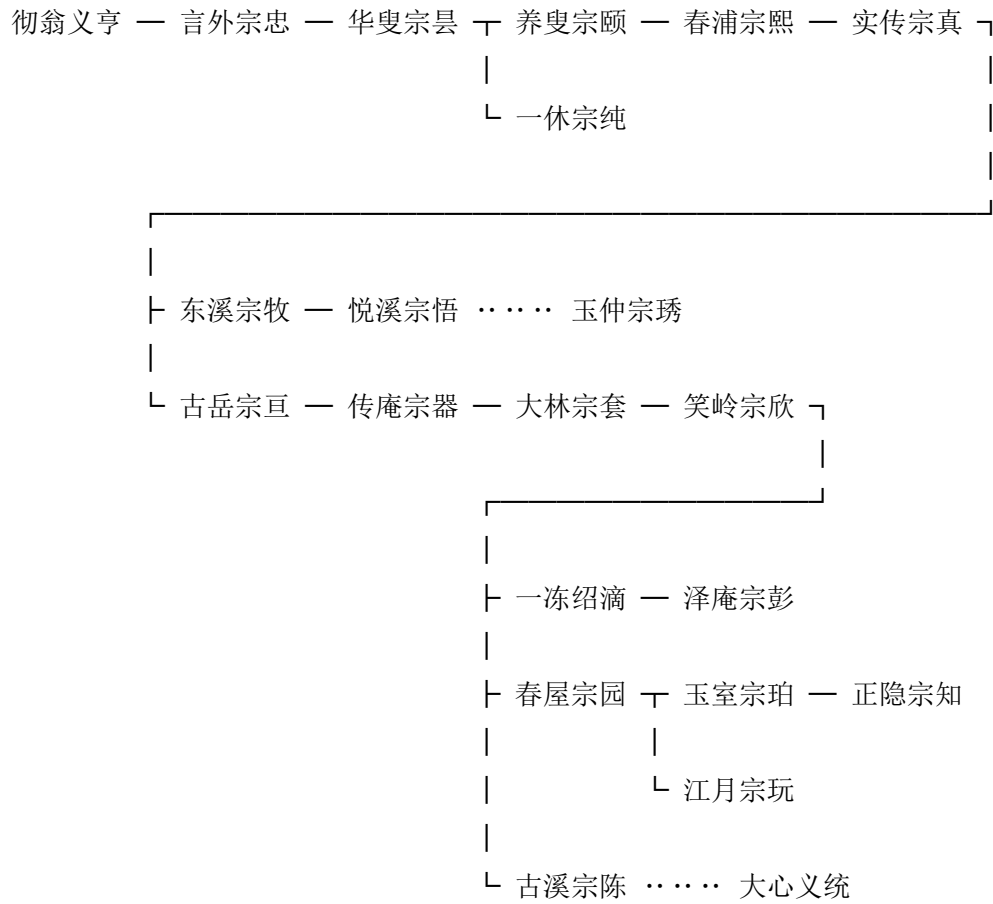 彻翁义亨 ─ 言外宗忠 ─ 华叟宗昙 ┬ 养叟宗颐 ─ 春浦宗熙 ─ 实传宗真 ┐
└ 一休宗纯
├ 东溪宗牧 ─ 悦溪宗悟 ‥‥‥ 玉仲宗琇
└ 古岳宗亘 ─ 传庵宗器 ─ 大林宗套 ─ 笑岭宗欣 ┐
├ 一冻绍滴 ─ 泽庵宗彭
├ 春屋宗园 ┬ 玉室宗珀 ─ 正隐宗知
└ 江月宗玩
└ 古溪宗陈 ‥‥‥ 大心义统